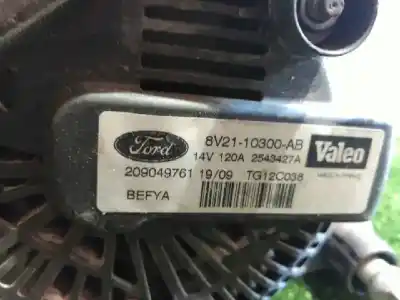 Ford
8V21-10300-AB
14V 120A 2543427A
Valeo
209049761 19/09 TG12C038
BEFYA